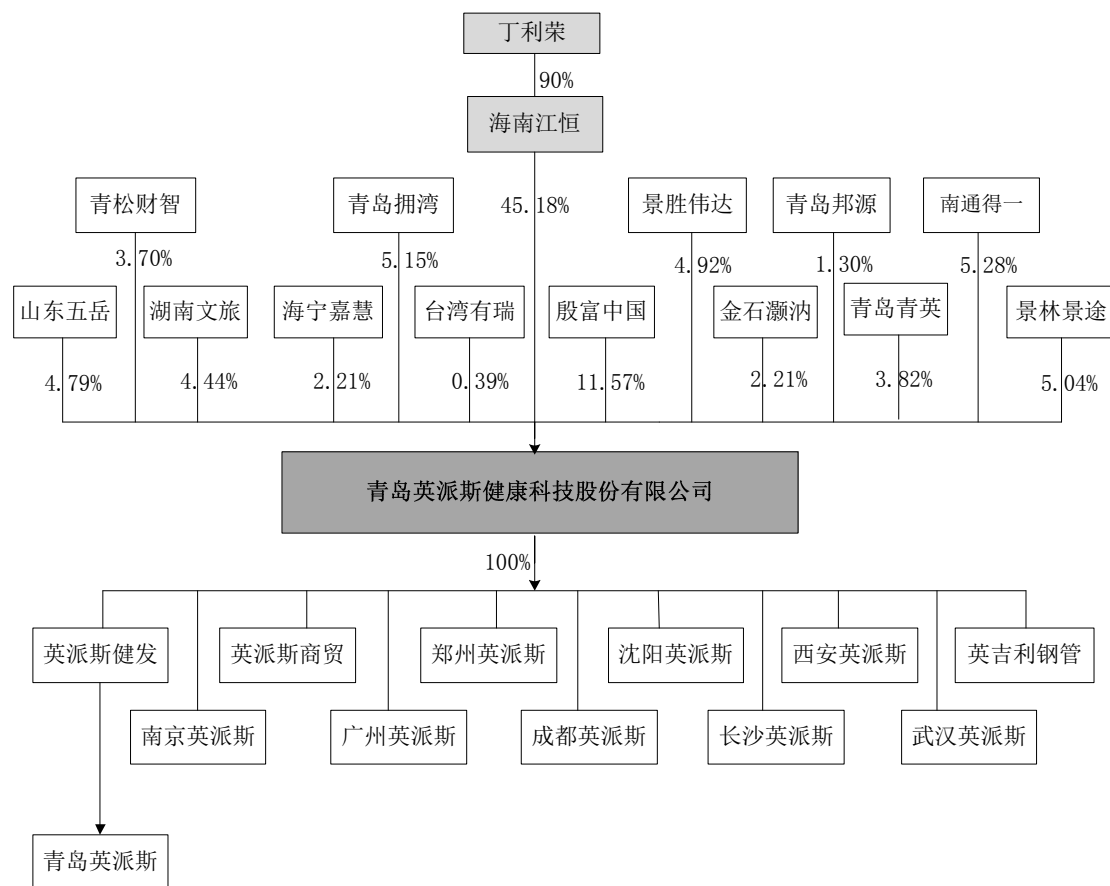 丁利荣
90%
海南江恒
青松财智
青岛拥湾
45.18%
景胜伟达
青岛邦源
南通得一
3.70%
5.15%
4.92%
1.30%
5.28%
山东五岳
湖南文旅
海宁嘉慧
台湾有瑞
殷富中国
金石灏汭
青岛青英
景林景途
4.79%
4.44%
2.21%
0.39%
11.57%
2.21%
3.82%
5.04%
青岛英派斯健康科技股份有限公司
100%
英派斯健发
英派斯商贸
郑州英派斯
沈阳英派斯
西安英派斯
英吉利钢管
南京英派斯
广州英派斯
成都英派斯
长沙英派斯
武汉英派斯
青岛英派斯